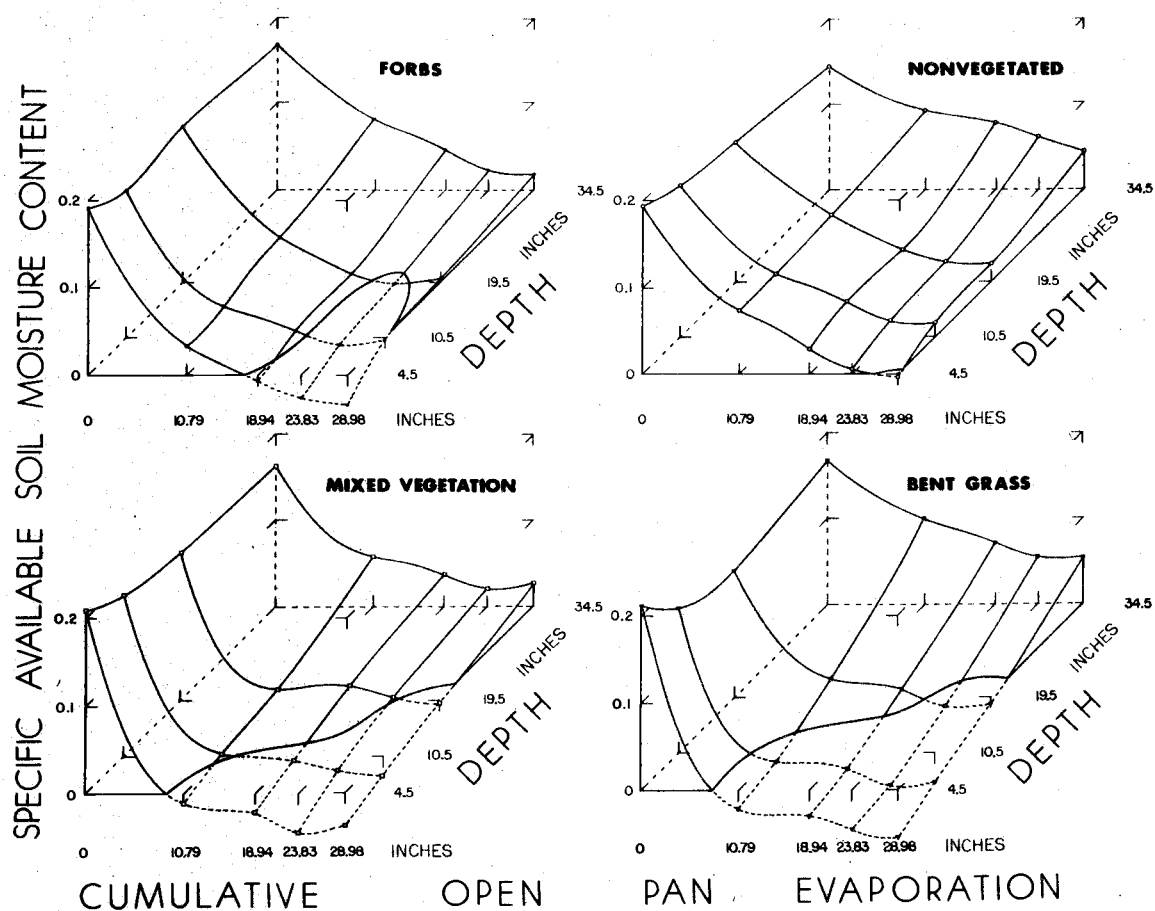 SPECIFIC AVAILABLE SOIL MOISTURE CONTENT
FORBS
0.2
0.1
0
0 10.79 18.94 23.83 28.98 INCHES
4.5
10.5
19.5
34.5
INCHES
DEPTH
NONVEGETATED
0.2
0.1
0
0 10.79 18.94 23.83 28.98 INCHES
4.5
10.5
19.5
34.5
INCHES
DEPTH
MIXED VEGETATION
0.2
0.1
0
0 10.79 18.94 23.83 28.98 INCHES
4.5
10.5
19.5
34.5
INCHES
DEPTH
BENT GRASS
0.2
0.1
0
0 10.79 18.94 23.83 28.98 INCHES
4.5
10.5
19.5
34.5
INCHES
DEPTH
CUMULATIVE OPEN PAN EVAPORATION